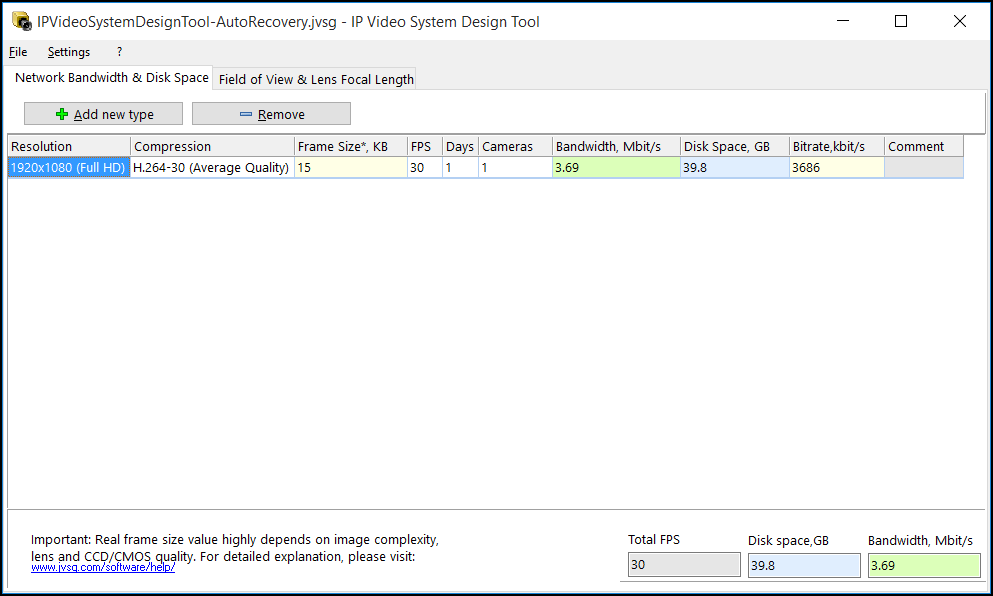 IPVideoSystemDesignTool-AutoRecovery.jvsg - IP Video System Design Tool
File Settings ?
Network Bandwidth & Disk Space Field of View & Lens Focal Length
Add new type Remove
Resolution Compression Frame Size*, KB FPS Days Cameras Bandwidth, Mbit/s Disk Space, GB Bitrate,kbit/s Comment
1920x1080 (Full HD) H.264-30 (Average Quality) 15 30 1 1 3.69 39.8 3686
Important: Real frame size value highly depends on image complexity,
lens and CCD/CMOS quality. For detailed explanation, please visit:
www.jvsg.com/software/help/
Total FPS Disk space,GB Bandwidth, Mbit/s
30 39.8 3.69